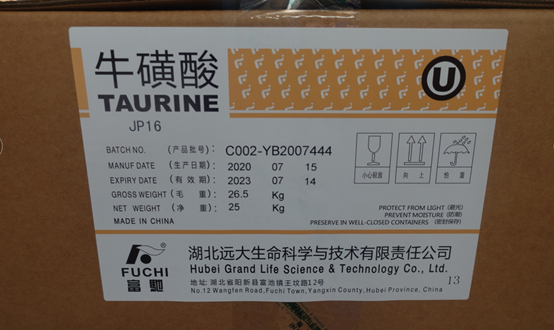 牛磺酸
TAURINE
JP16
U
BATCH NO. (产品批号): C002-YB2007444
MANUF DATE (生产日期): 2020 07 15
EXPIRY DATE (有效日期): 2023 07 14
GROSS WEIGHT (毛 重): 26.5 Kg
NET WEIGHT (净 重): 25 Kg
MADE IN CHINA
小心轻放 向 上 怕 湿
PROTECT FROM LIGHT (避光)
PREVENT MOISTURE (防潮)
PRESERVE IN WELL-CLOSED CONTAINERS (密封保存)
FUCHI
富驰
湖北远大生命科学与技术有限责任公司
Hubei Grand Life Science & Technology Co., Ltd.
地址: 湖北省阳新县富池镇王坟路12号
No.12 Wangfen Road,Fuchi Town,Yangxin County,Hubei Province, China
13